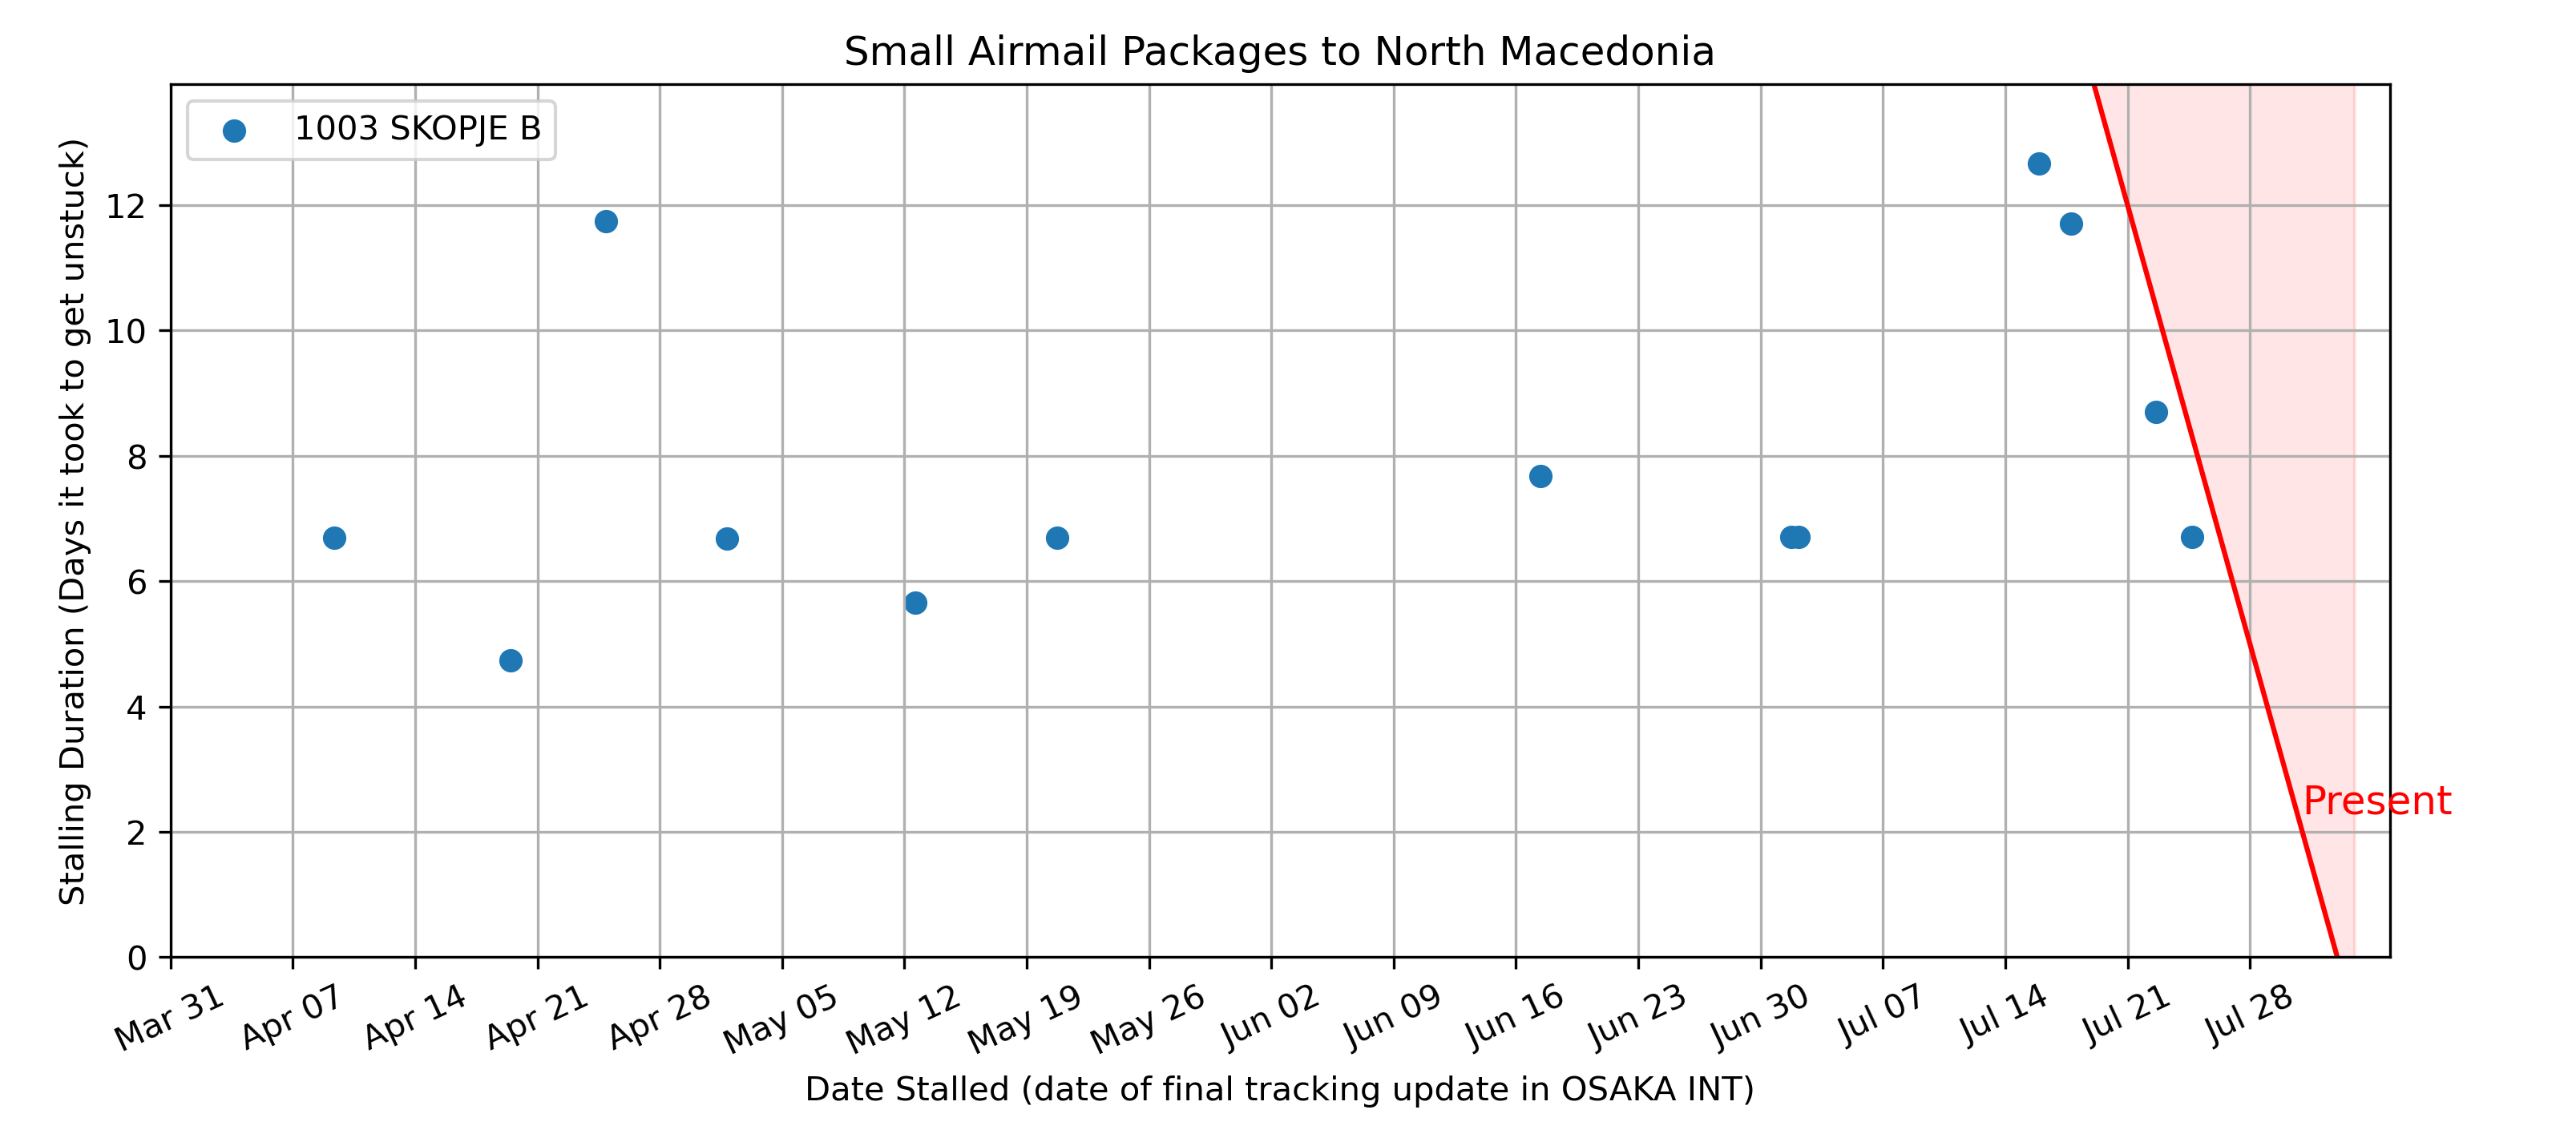 Small Airmail Packages to North Macedonia
1003 SKOPJE B
Stalling Duration (Days it took to get unstuck)
12
10
8
6
4
2
0
Present
Mar 31
Apr 07
Apr 14
Apr 21
Apr 28
May 05
May 12
May 19
May 26
Jun 02
Jun 09
Jun 16
Jun 23
Jun 30
Jul 07
Jul 14
Jul 21
Jul 28
Date Stalled (date of final tracking update in OSAKA INT)